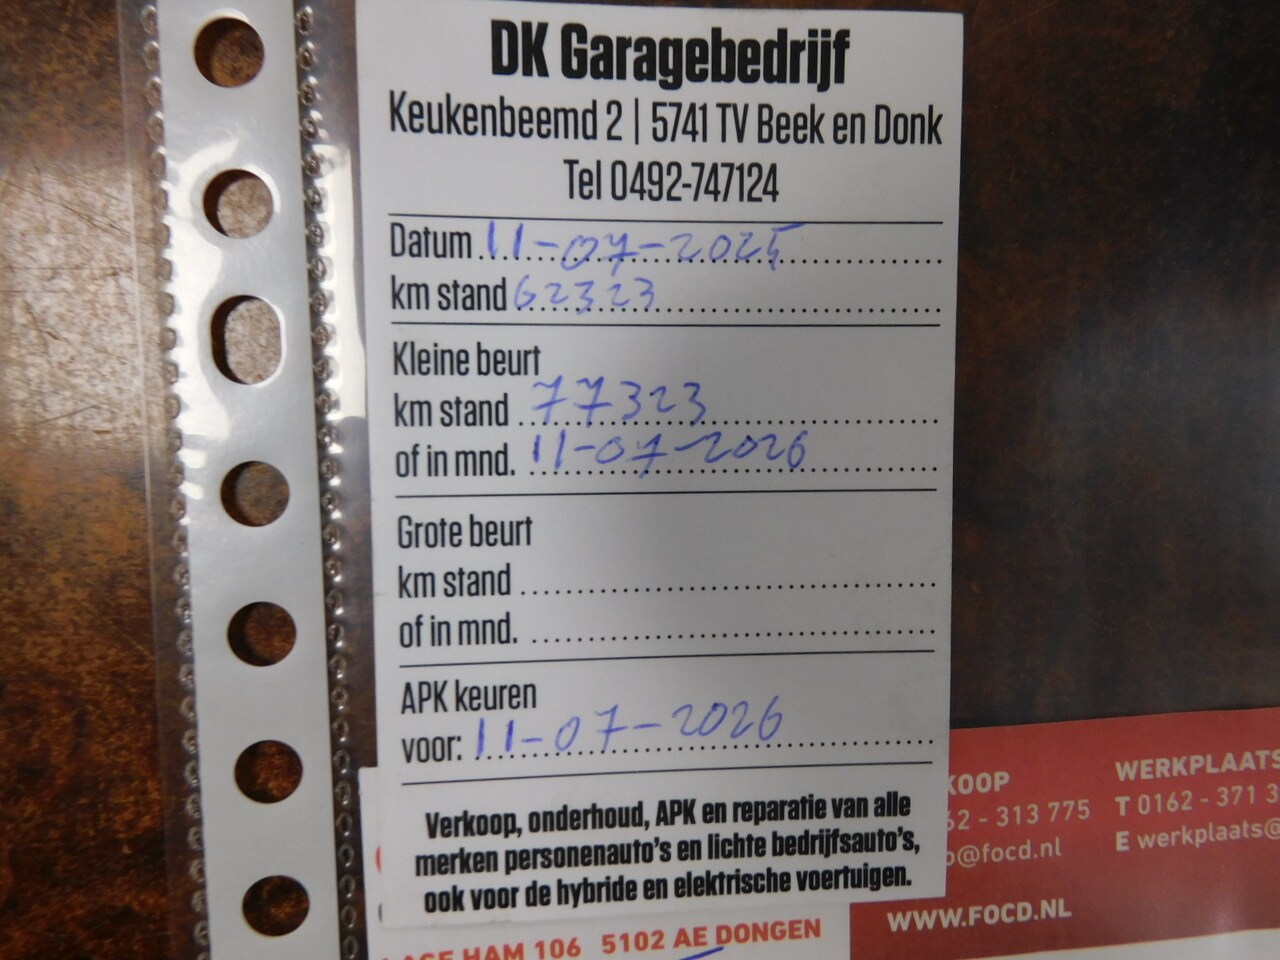 DK Garagebedrijf
Keukenbeemd 2 | 5741 TV Beek en Donk
Tel 0492-747124
Datum 11-07-2025
km stand 62323
Kleine beurt
km stand 77323
of in mnd. 11-07-2026
Grote beurt
km stand
of in mnd.
APK keuren
voor: 11-07-2026
Verkoop, onderhoud, APK en reparatie van alle
merken personenauto's en lichte bedrijfsauto's,
ook voor de hybride en elektrische voertuigen.
KOOP
62 - 313 775
@focd.nl
WERKPLAATS
T 0162 - 371 3
E werkplaats@
WWW.FOCD.NL
HAM 106 5102 AE DONGEN